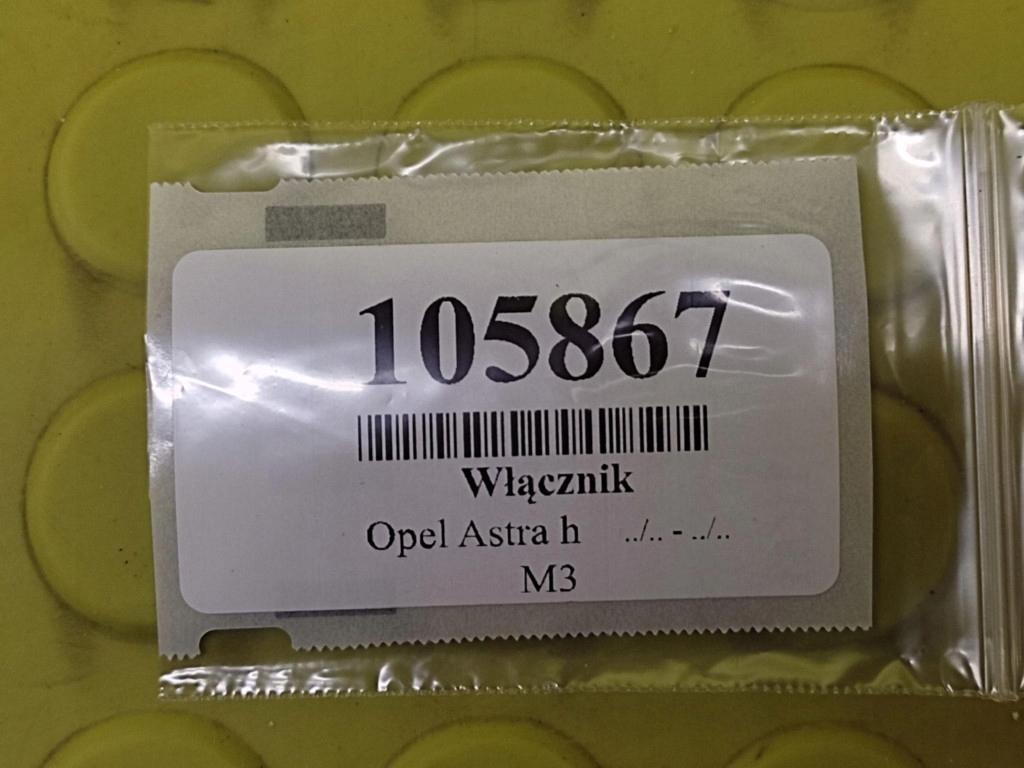 105867
Włącznik
Opel Astra h ../.. - ../..
M3